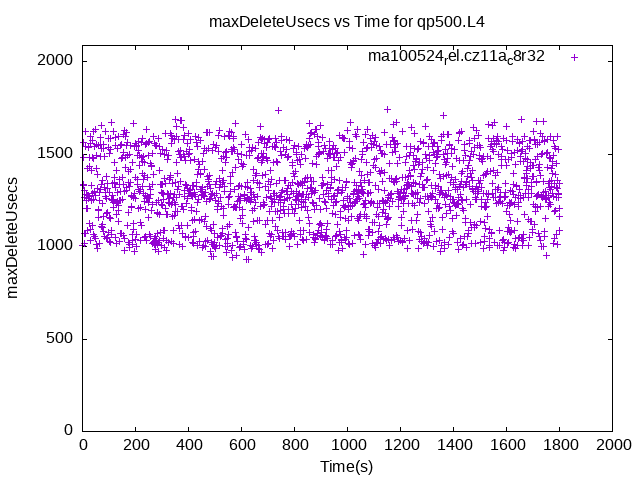 maxDeleteUsecs vs Time for qp500.L4
ma100524rel.cz11ac8r32
2000
1500
1000
500
0
maxDeleteUsecs
0 200 400 600 800 1000 1200 1400 1600 1800 2000
Time(s)